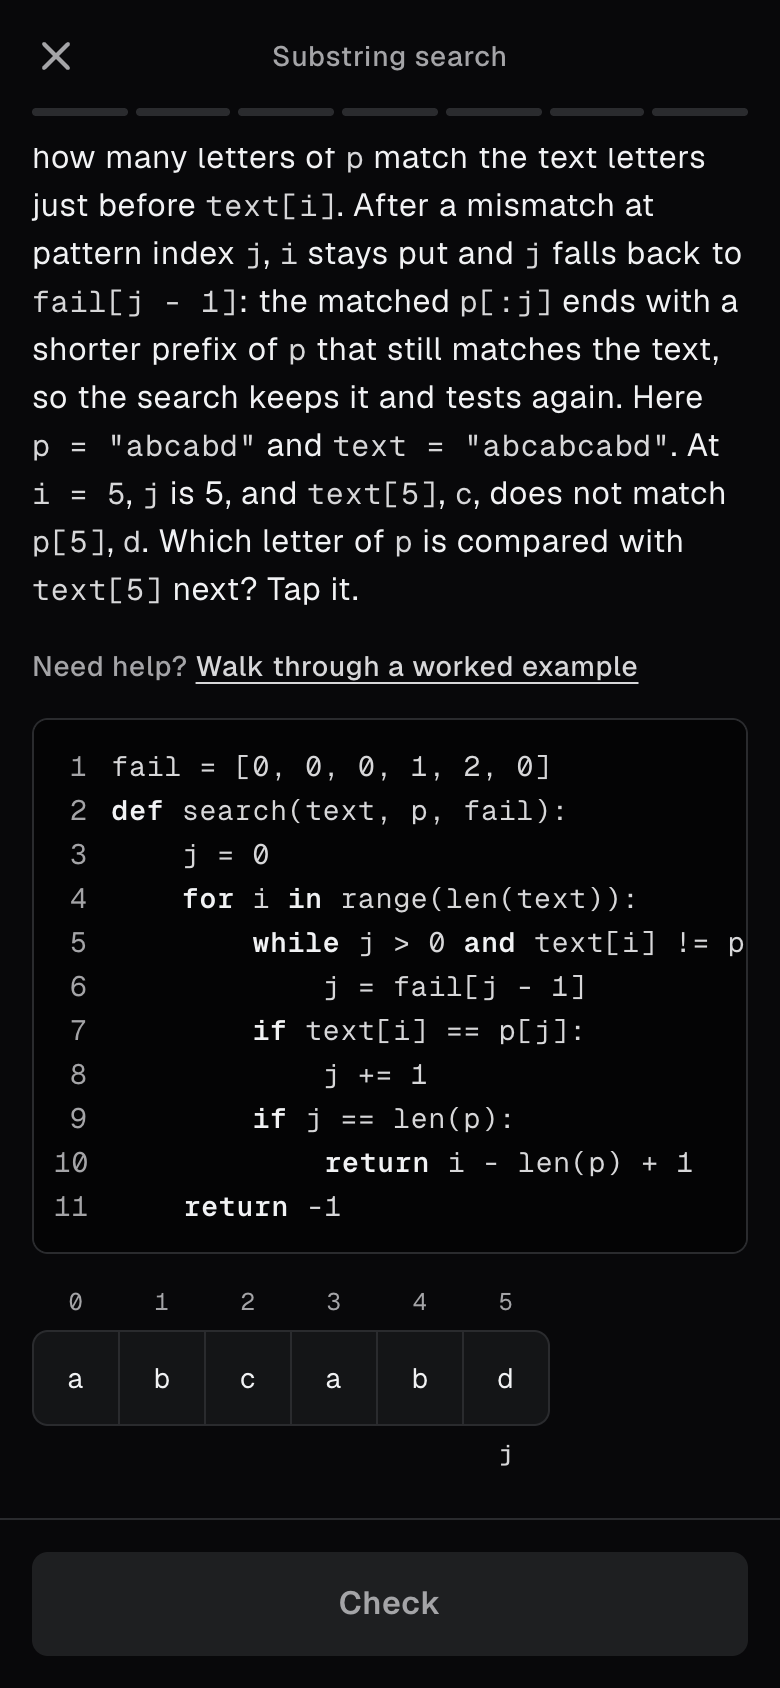 Substring search
how many letters of p match the text letters
just before text[i]. After a mismatch at
pattern index j, i stays put and j falls back to
fail[j - 1]: the matched p[:j] ends with a
shorter prefix of p that still matches the text,
so the search keeps it and tests again. Here
p = "abcabd" and text = "abcabcabd". At
i = 5, j is 5, and text[5], c, does not match
p[5], d. Which letter of p is compared with
text[5] next? Tap it.
Need help? Walk through a worked example
1 fail = [0, 0, 0, 1, 2, 0]
2 def search(text, p, fail):
3     j = 0
4     for i in range(len(text)):
5         while j > 0 and text[i] != p
6             j = fail[j - 1]
7         if text[i] == p[j]:
8             j += 1
9         if j == len(p):
10             return i - len(p) + 1
11     return -1
0 1 2 3 4 5
a b c a b d
j
Check